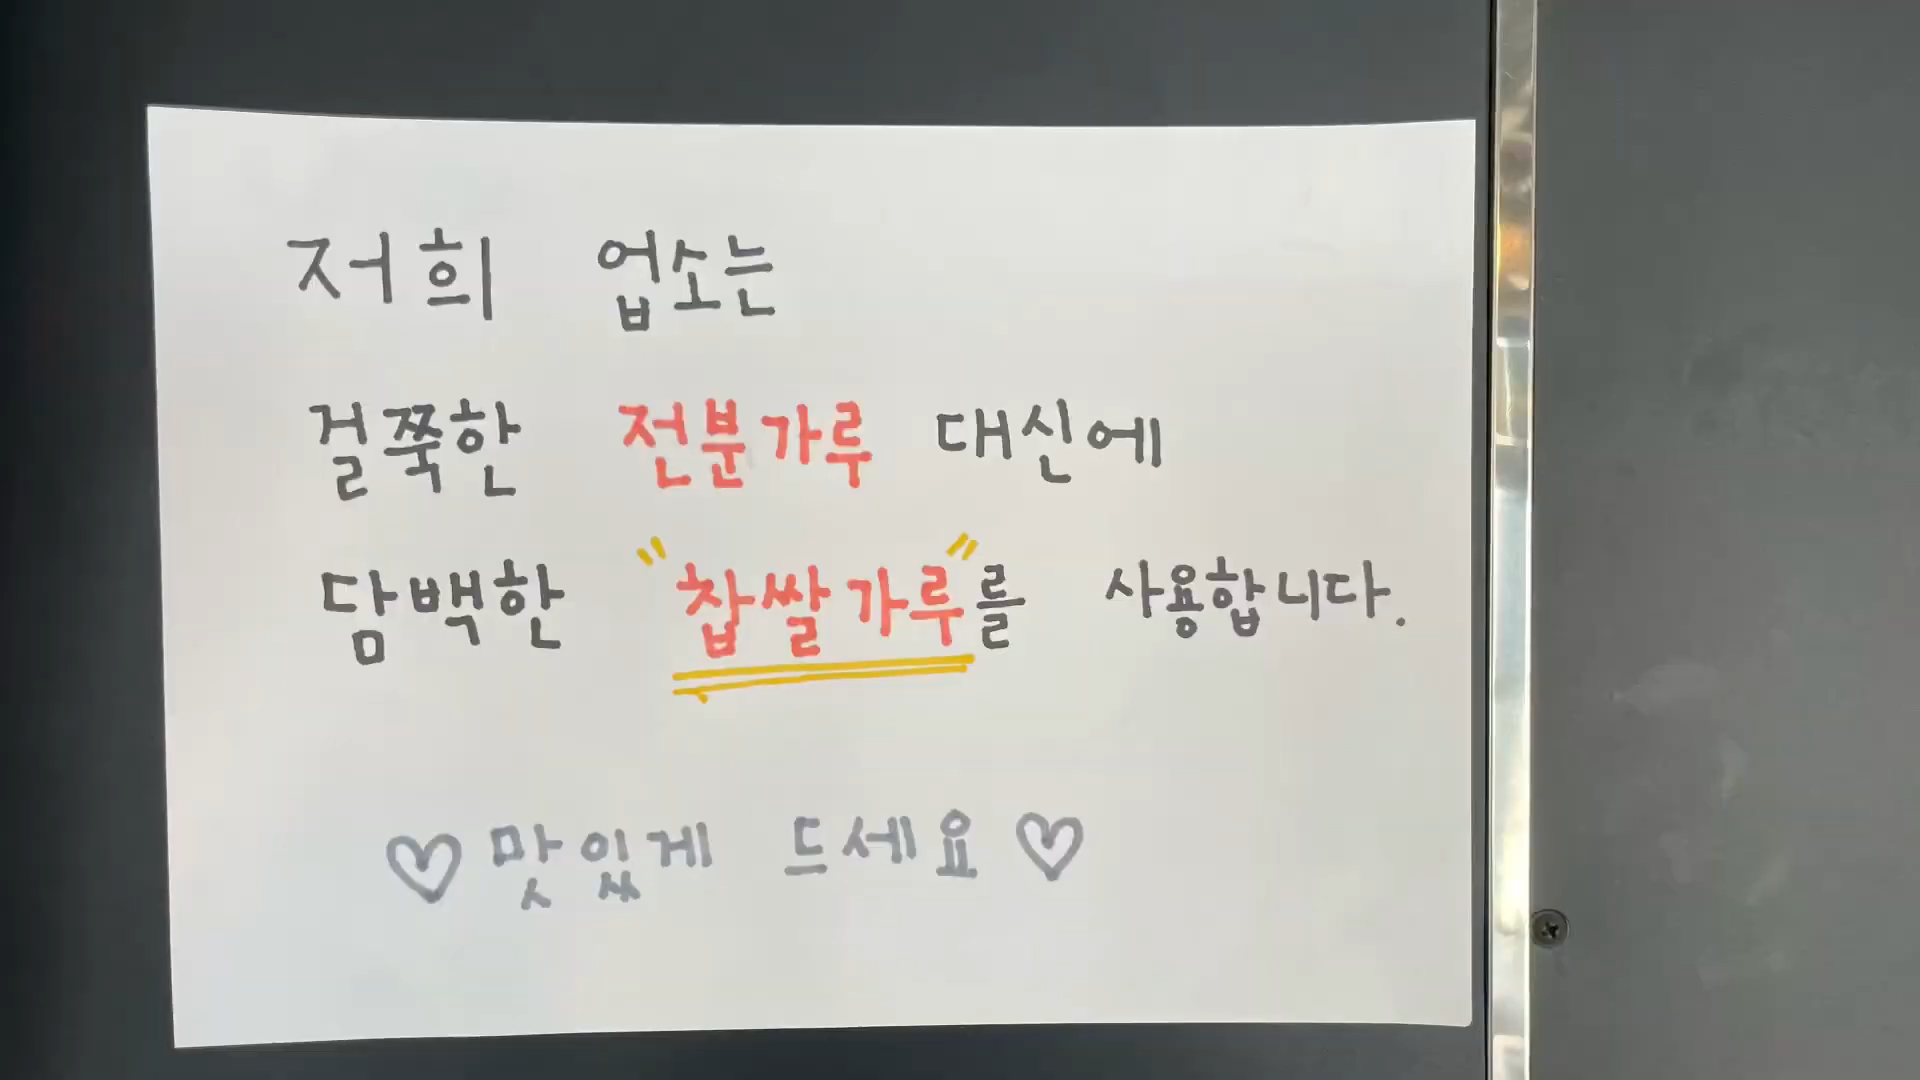 저희 업소는
걸쭉한 전분가루 대신에
담백한 "찹쌀가루"를 사용합니다.
♡ 맛있게 드세요 ♡